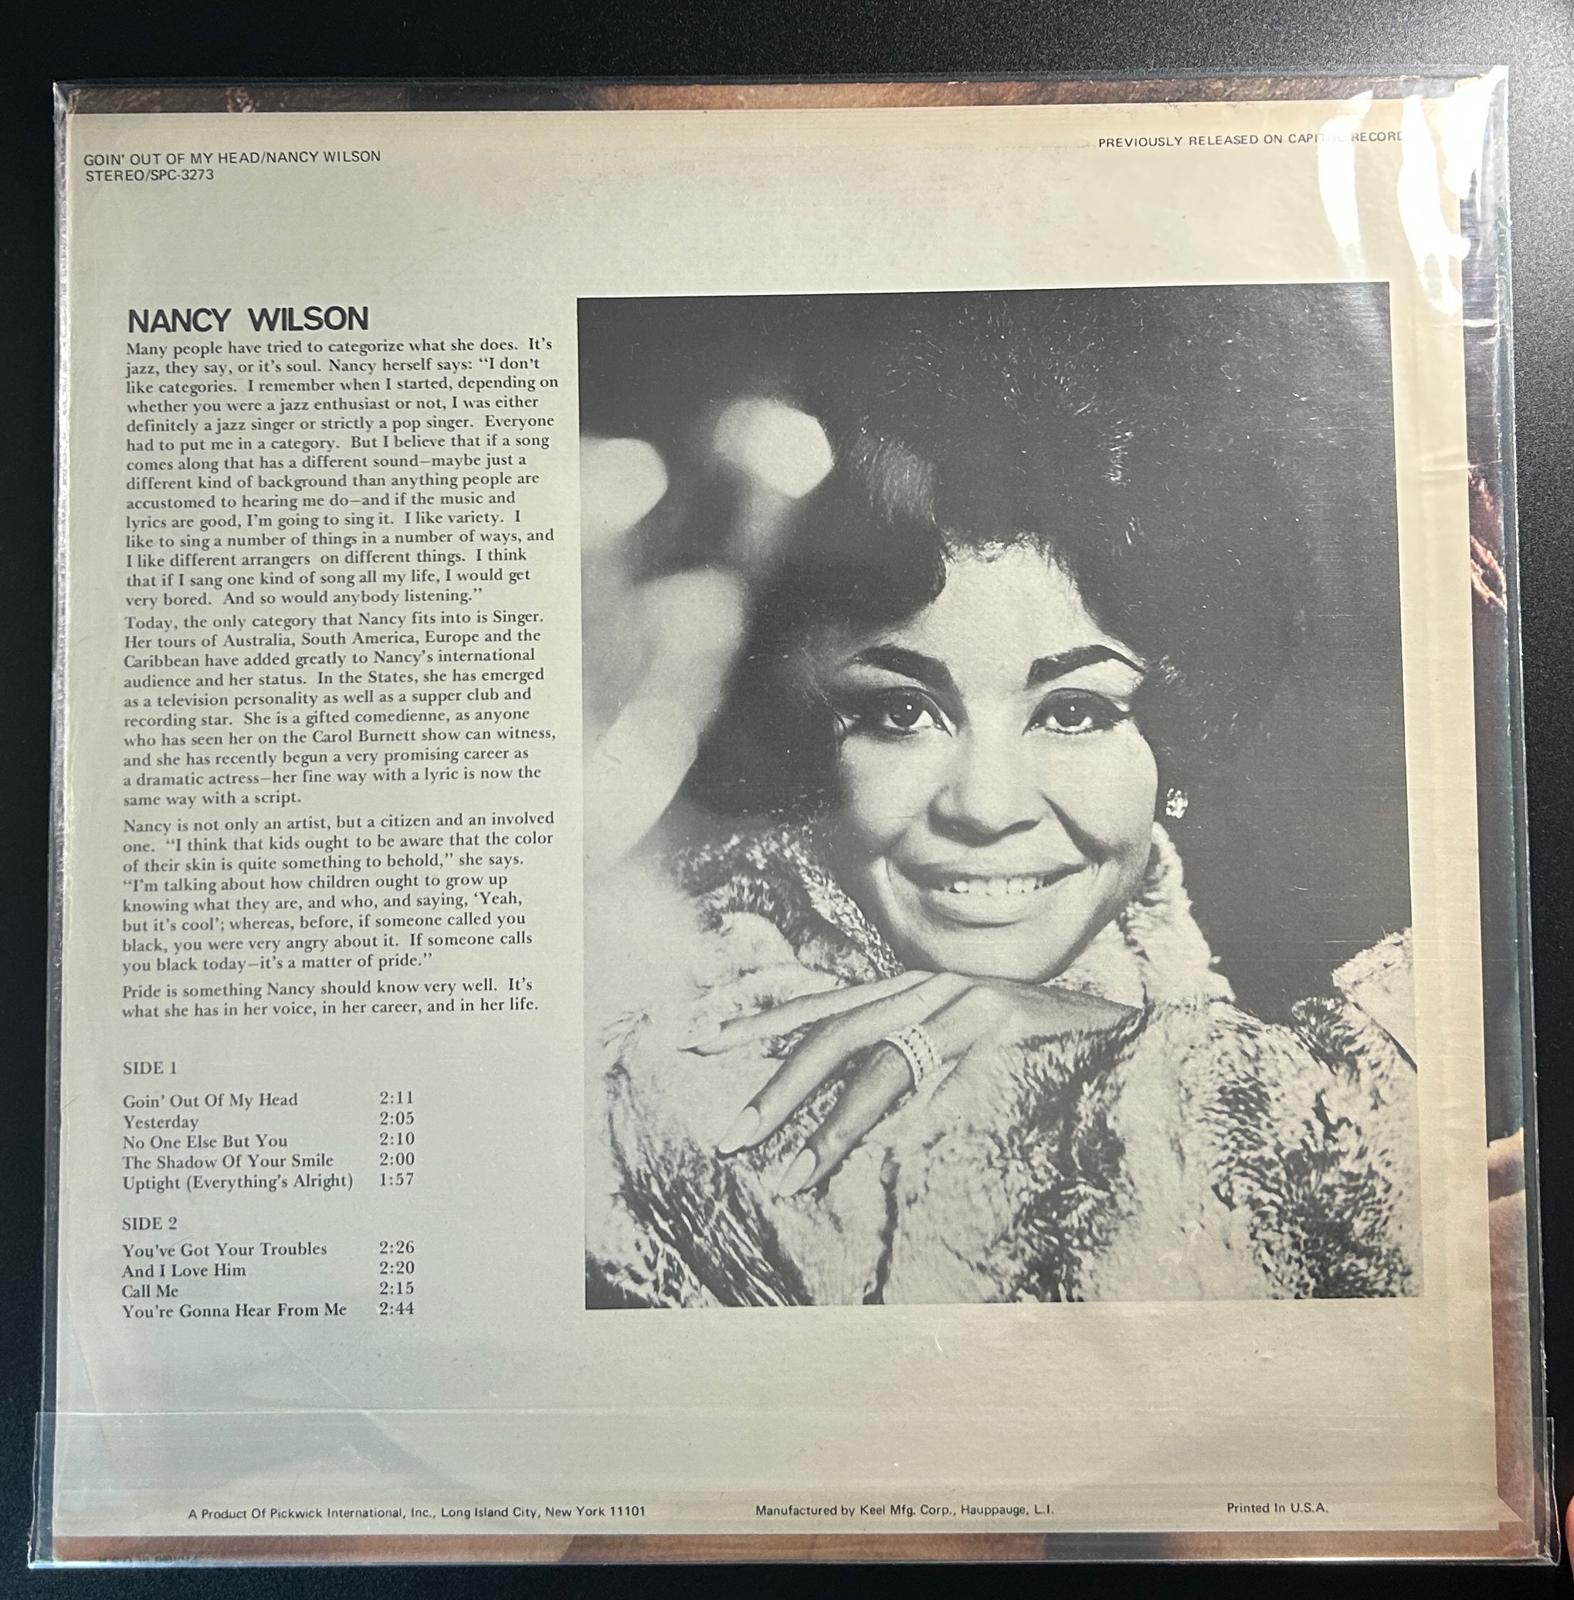 GOIN' OUT OF MY HEAD/NANCY WILSON
STEREO/SPC-3273
PREVIOUSLY RELEASED ON CAPITOL RECORD
NANCY WILSON
Many people have tried to categorize what she does. It's
jazz, they say, or it's soul. Nancy herself says: “I don't
like categories. I remember when I started, depending on
whether you were a jazz enthusiast or not, I was either
definitely a jazz singer or strictly a pop singer. Everyone
had to put me in a category. But I believe that if a song
comes along that has a different sound—maybe just a
different kind of background than anything people are
accustomed to hearing me do—and if the music and
lyrics are good, I'm going to sing it. I like variety. I
like to sing a number of things in a number of ways, and
I like different arrangers on different things. I think
that if I sang one kind of song all my life, I would get
very bored. And so would anybody listening.”
Today, the only category that Nancy fits into is Singer.
Her tours of Australia, South America, Europe and the
Caribbean have added greatly to Nancy's international
audience and her status. In the States, she has emerged
as a television personality as well as a supper club and
recording star. She is a gifted comedienne, as anyone
who has seen her on the Carol Burnett show can witness,
and she has recently begun a very promising career as
a dramatic actress—her fine way with a lyric is now the
same way with a script.
Nancy is not only an artist, but a citizen and an involved
one. “I think that kids ought to be aware that the color
of their skin is quite something to behold,” she says.
“I'm talking about how children ought to grow up
knowing what they are, and who, and saying, ‘Yeah,
but it's cool’; whereas, before, if someone called you
black, you were very angry about it. If someone calls
you black today—it's a matter of pride.”
Pride is something Nancy should know very well. It's
what she has in her voice, in her career, and in her life.
SIDE 1
Goin' Out Of My Head 2:11
Yesterday 2:05
No One Else But You 2:10
The Shadow Of Your Smile 2:00
Uptight (Everything's Alright) 1:57
SIDE 2
You've Got Your Troubles 2:26
And I Love Him 2:20
Call Me 2:15
You're Gonna Hear From Me 2:44
A Product Of Pickwick International, Inc., Long Island City, New York 11101
Manufactured by Keel Mfg. Corp., Hauppauge, L.I.
Printed In U.S.A.